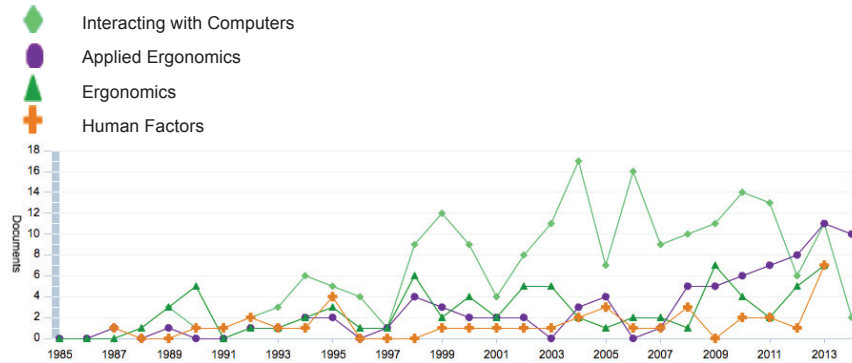 Interacting with Computers
Applied Ergonomics
Ergonomics
Human Factors
18
16
14
12
10
8
6
4
2
0
Documents
1985 1987 1989 1991 1993 1995 1997 1999 2001 2003 2005 2007 2009 2011 2013